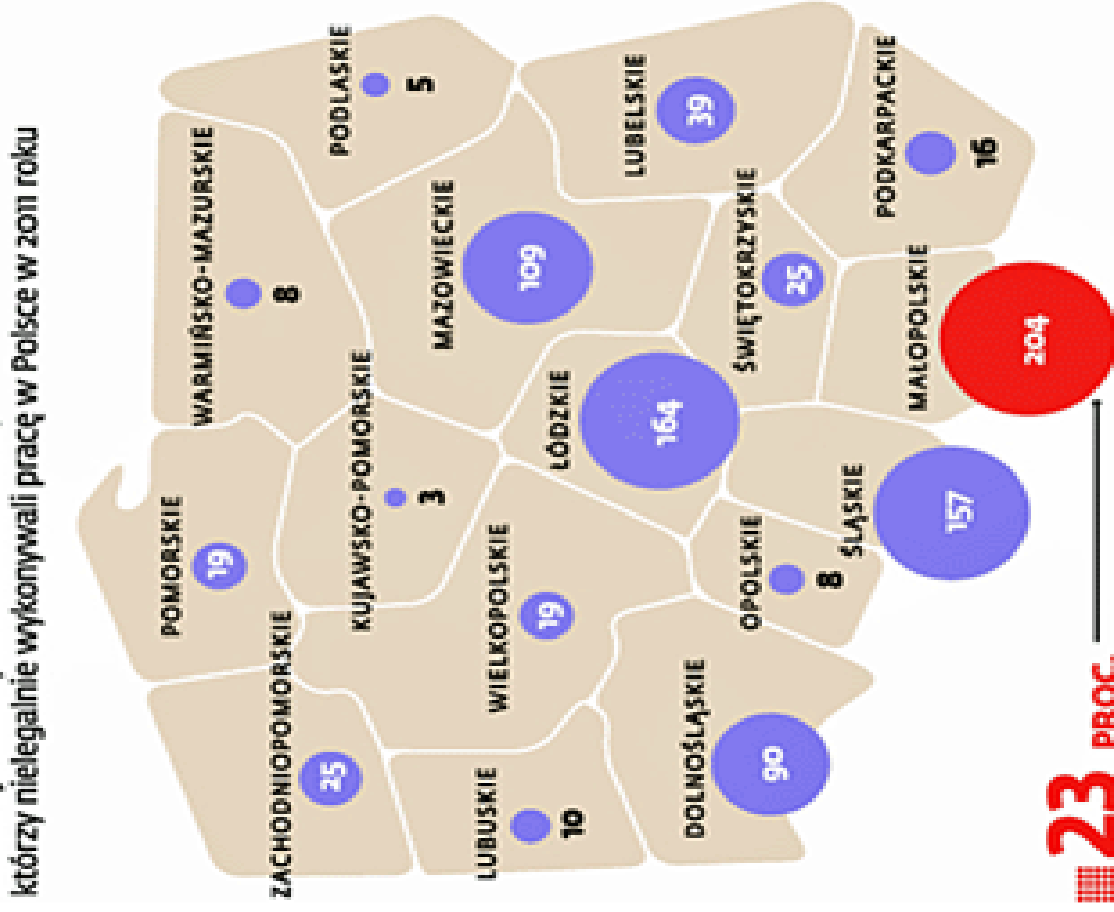 którzy nielegalnie wykonywali pracę w Polsce w 2011 roku
POMORSKIE
19
WARMIŃSKO-MAZURSKIE
8
PODLASKIE
5
ZACHODNIOPOMORSKIE
25
KUJAWSKO-POMORSKIE
3
MAZOWIECKIE
109
WIELKOPOLSKIE
19
LUBUSKIE
10
ŁÓDZKIE
164
LUBELSKIE
39
DOLNOŚLĄSKIE
90
OPOLSKIE
8
ŚLĄSKIE
157
ŚWIĘTOKRZYSKIE
25
MAŁOPOLSKIE
204
PODKARPACKIE
16
23 PROC.